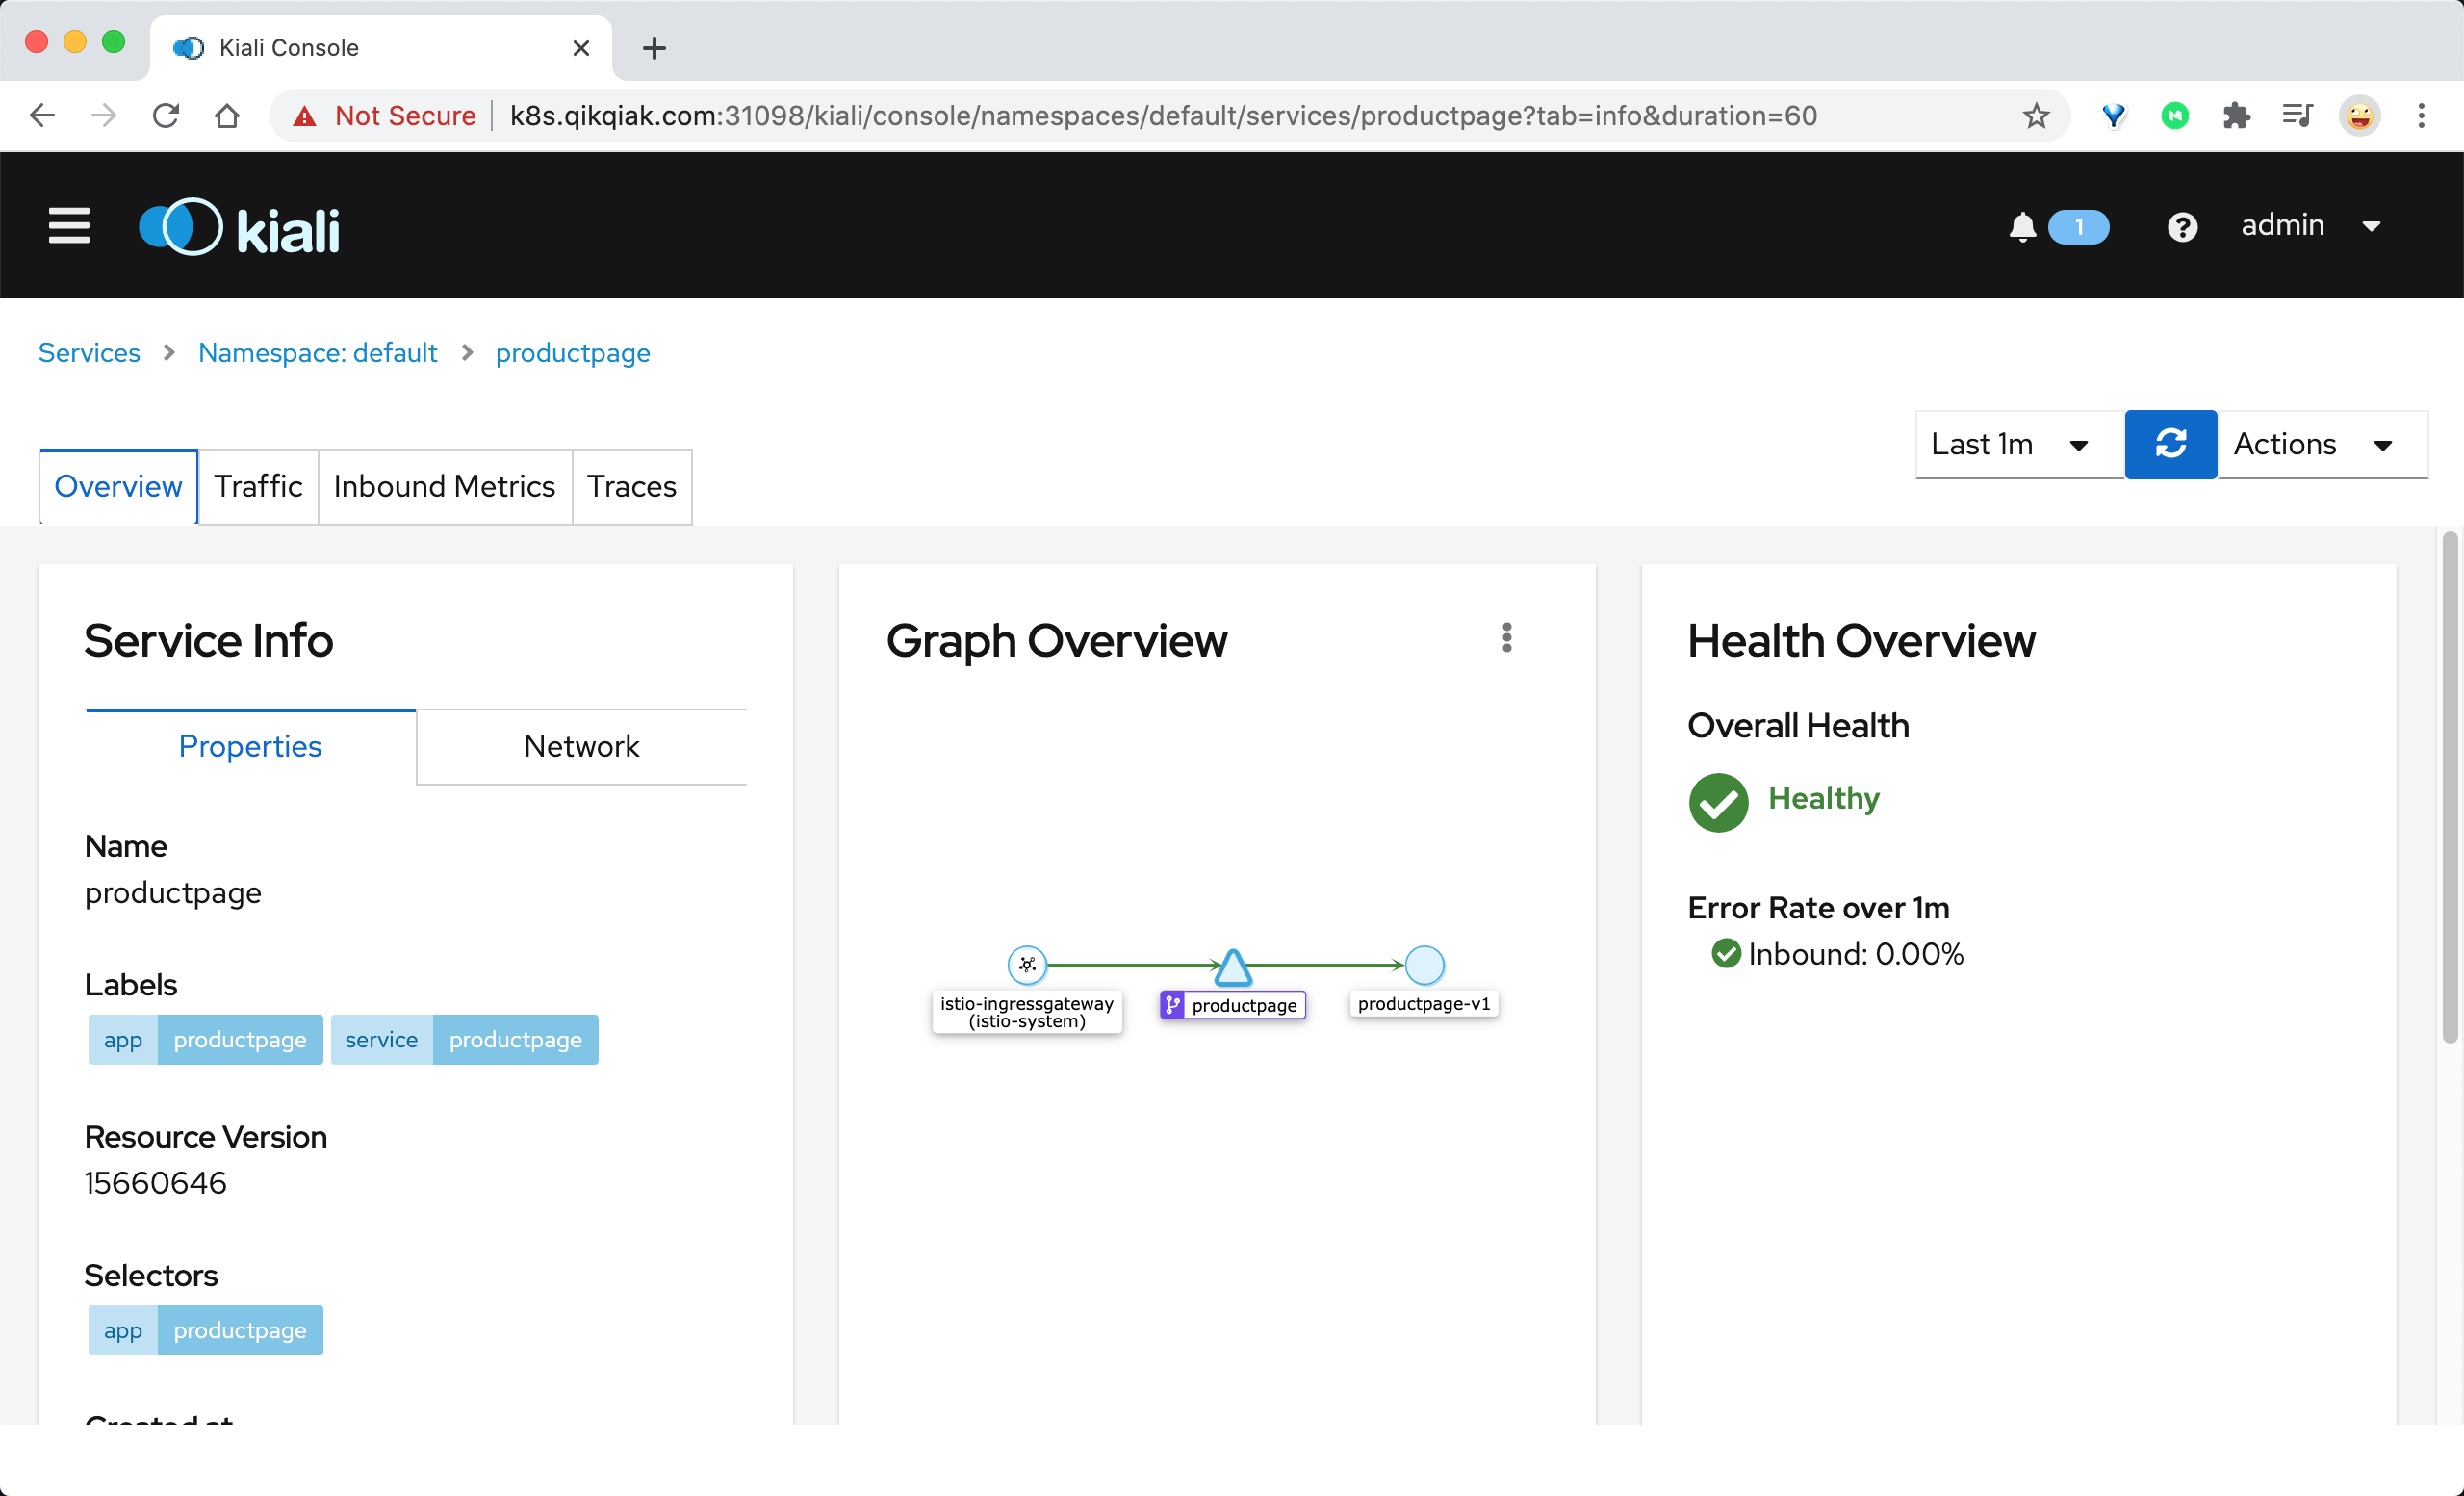 Kiali Console
Not Secure
k8s.qikqiak.com:31098/kiali/console/namespaces/default/services/productpage?tab=info&duration=60
kiali
1
admin
Services
Namespace: default
productpage
Last 1m
Actions
Overview
Traffic
Inbound Metrics
Traces
Service Info
Properties
Network
Name
productpage
Labels
app productpage
service productpage
Resource Version
15660646
Selectors
app productpage
Created at
Graph Overview
istio-ingressgateway
(istio-system)
productpage
productpage-v1
Health Overview
Overall Health
Healthy
Error Rate over 1m
Inbound: 0.00%